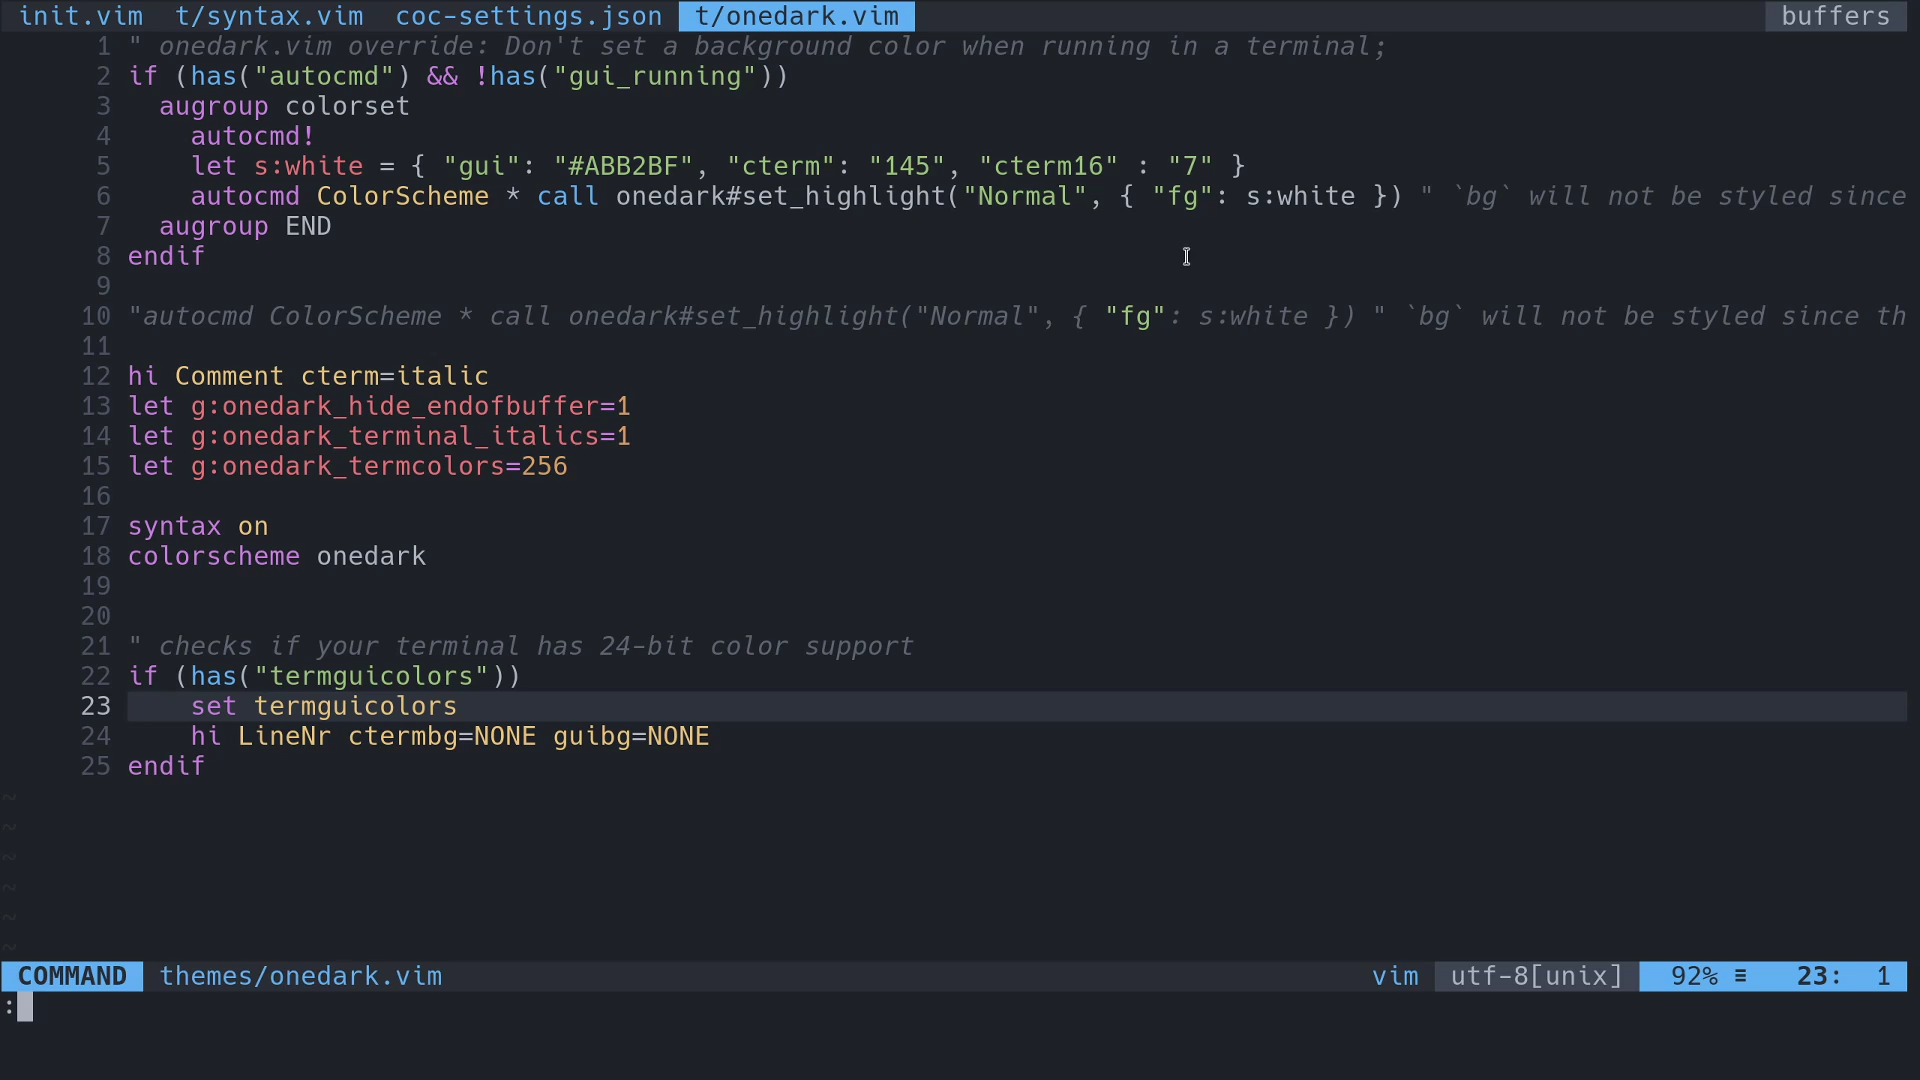 init.vim  t/syntax.vim  coc-settings.json  t/onedark.vim  buffers
1 " onedark.vim override: Don't set a background color when running in a terminal;
2 if (has("autocmd") && !has("gui_running"))
3   augroup colorset
4     autocmd!
5     let s:white = { "gui": "#ABB2BF", "cterm": "145", "cterm16" : "7" }
6     autocmd ColorScheme * call onedark#set_highlight("Normal", { "fg": s:white }) " `bg` will not be styled since
7   augroup END
8 endif
9
10 "autocmd ColorScheme * call onedark#set_highlight("Normal", { "fg": s:white }) " `bg` will not be styled since th
11
12 hi Comment cterm=italic
13 let g:onedark_hide_endofbuffer=1
14 let g:onedark_terminal_italics=1
15 let g:onedark_termcolors=256
16
17 syntax on
18 colorscheme onedark
19
20
21 " checks if your terminal has 24-bit color support
22 if (has("termguicolors"))
23     set termguicolors
24     hi LineNr ctermbg=NONE guibg=NONE
25 endif
~
~
~
~
~
~
COMMAND  themes/onedark.vim  vim  utf-8[unix]  92% ≡  23:  1
: